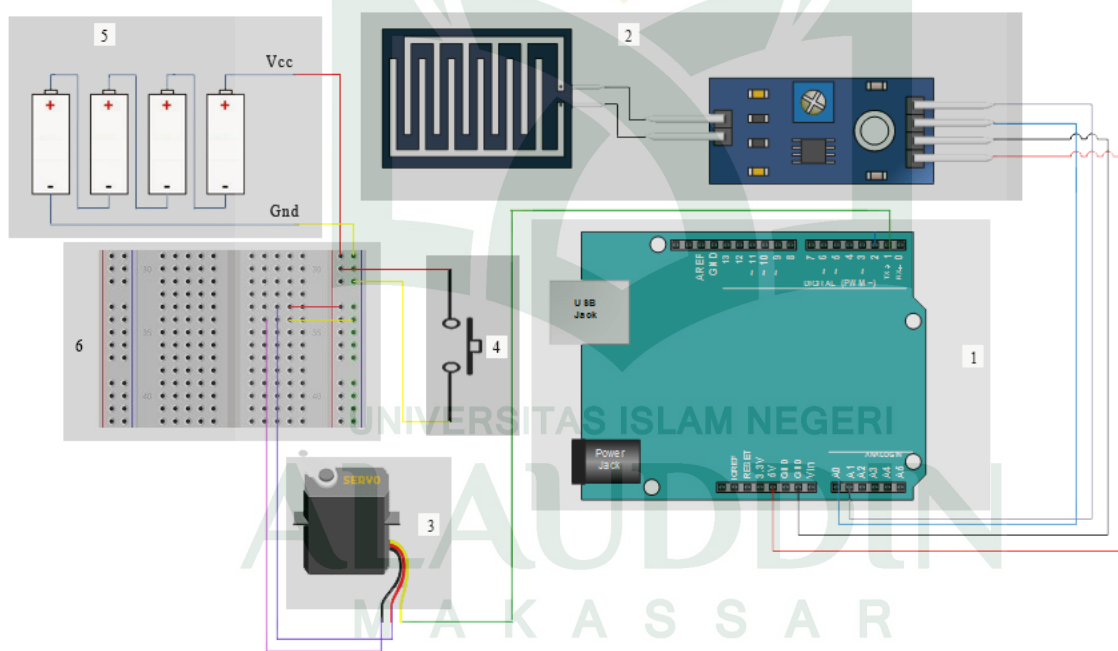 5
Vcc
Gnd
2
6
30
30
35
35
40
40
4
3
SERVO
1
USB
Jack
Power
Jack
AREF
GND
13
12
~11
~10
~9
8
7
~6
~5
4
~3
2
TX→1
RX←0
DIGITAL (PWM~)
IOREF
RESET
3.3V
5V
GND
GND
Vin
ANALOG IN
A0
A1
A2
A3
A4
A5
UNIVERSITAS ISLAM NEGERI
ALAUDDIN
MAKASSAR